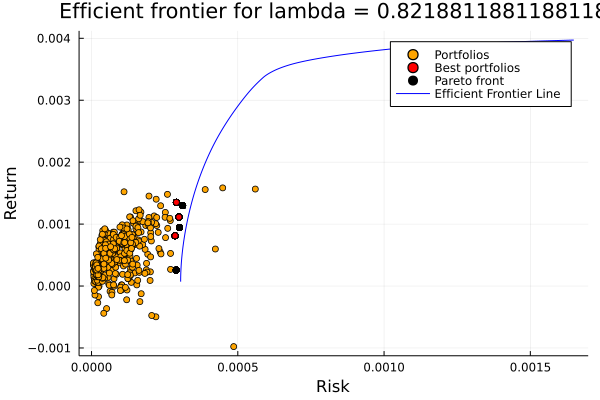 Efficient frontier for lambda = 0.8218811881188118
0.004
0.003
0.002
0.001
0.000
−0.001
Return
Portfolios
Best portfolios
Pareto front
Efficient Frontier Line
0.0000 0.0005 0.0010 0.0015
Risk